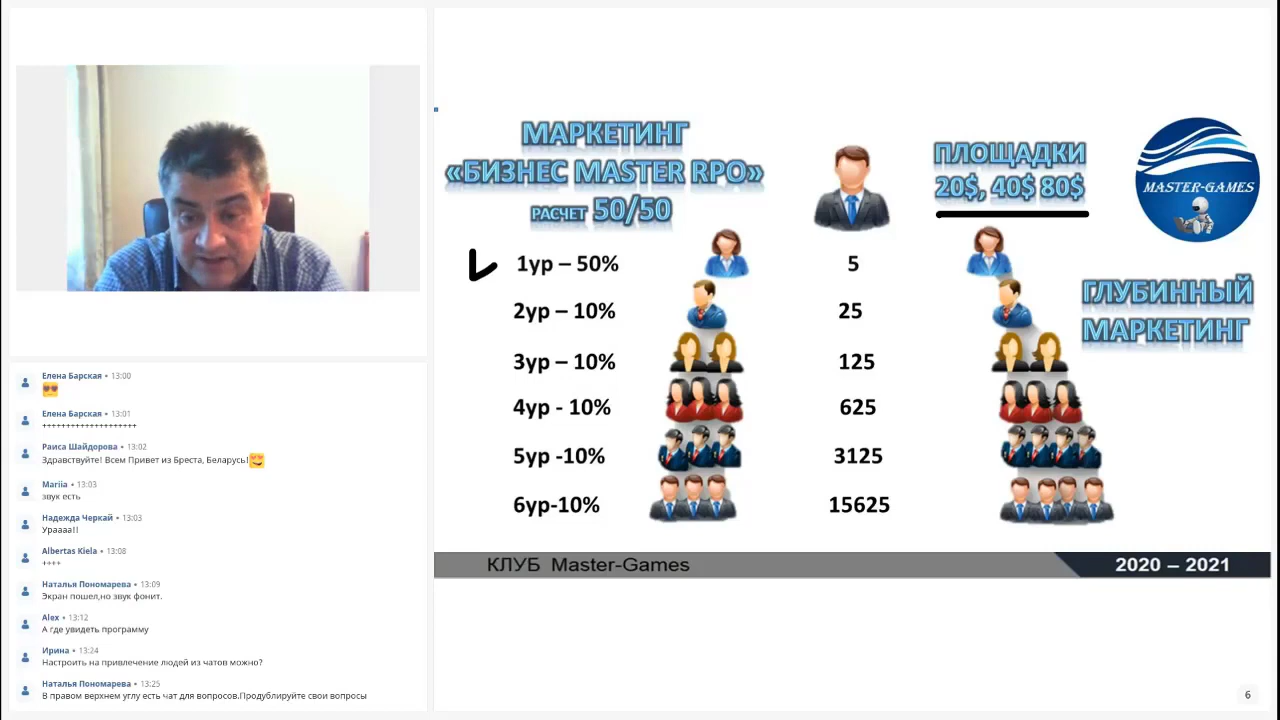 Елена Барская • 13:00
Елена Барская • 13:01
++++++++++++++++++++
Раиса Шайдорова • 13:02
Здравствуйте! Всем Привет из Бреста, Беларусь!
Mariia • 13:03
звук есть
Надежда Черкай • 13:03
Ураааа!!
Albertas Kiela • 13:08
++++
Наталья Пономарева • 13:09
Экран пошел,но звук фонит.
Alex • 13:12
А где увидеть программу
Ирина • 13:24
Настроить на привлечение людей из чатов можно?
Наталья Пономарева • 13:25
В правом верхнем углу есть чат для вопросов.Продублируйте свои вопросы
МАРКЕТИНГ
«БИЗНЕС MASTER RPO»
РАСЧЕТ 50/50
ПЛОЩАДКИ
20$, 40$ 80$
MASTER-GAMES
1ур – 50% 5
2ур – 10% 25
3ур – 10% 125
4ур - 10% 625
5ур -10% 3125
6ур-10% 15625
ГЛУБИННЫЙ
МАРКЕТИНГ
КЛУБ Master-Games
2020 – 2021
6